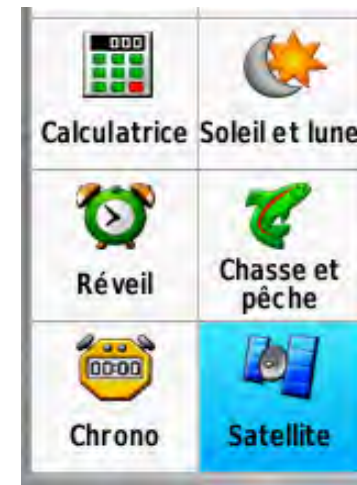 000
Calculatrice Soleil et lune
Réveil
Chasse et
pêche
00:00
Chrono
Satellite